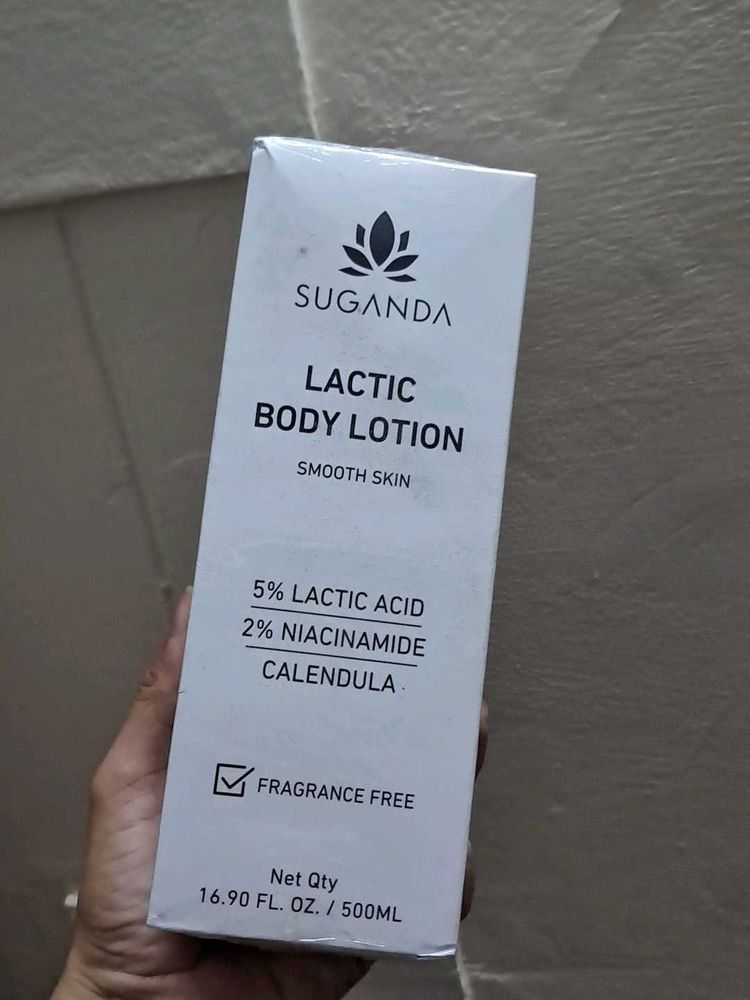 SUGANDA
LACTIC
BODY LOTION
SMOOTH SKIN
5% LACTIC ACID
2% NIACINAMIDE
CALENDULA
FRAGRANCE FREE
Net Qty
16.90 FL. OZ. / 500ML